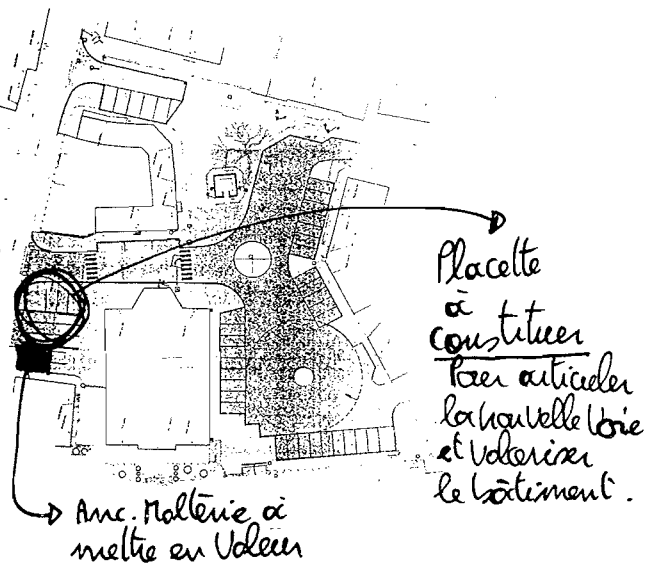 Placette
à
constituer
Pour articuler
la nouvelle Voie
et Valoriser
le bâtiment.
Anc. Malterie à
mettre en Valeur